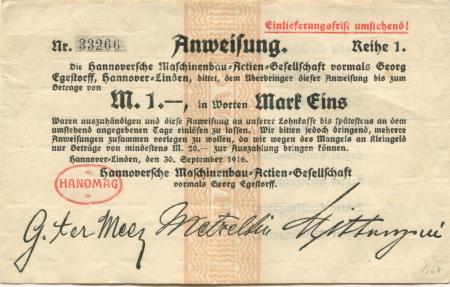 Einlieferungsfrist umstehend!
Nr. 33266 Anweisung. Reihe 1.
Die Hannoversche Maschinenbau-Actien-Gesellschaft vormals Georg
Egestorff, Hannover-Linden, bittet, dem Überbringer dieser Anweisung bis zum
Betrage von
M. 1.—, in Worten Mark Eins
Waren auszuhändigen und diese Anweisung an unserer Lohnkasse bis spätestens an dem
umstehend angegebenen Tage einlösen zu lassen. Wir bitten jedoch dringend, mehrere
Anweisungen zusammen vorlegen zu wollen, da wir wegen des Mangels an Kleingeld
nur Beträge von mindestens M. 20.— zur Auszahlung bringen können.
Hannover-Linden, den 30. September 1916.
Hannoversche Maschinenbau-Actien-Gesellschaft
vormals Georg Egestorff.
HANOMAG
G. ter Meer Metzeltin